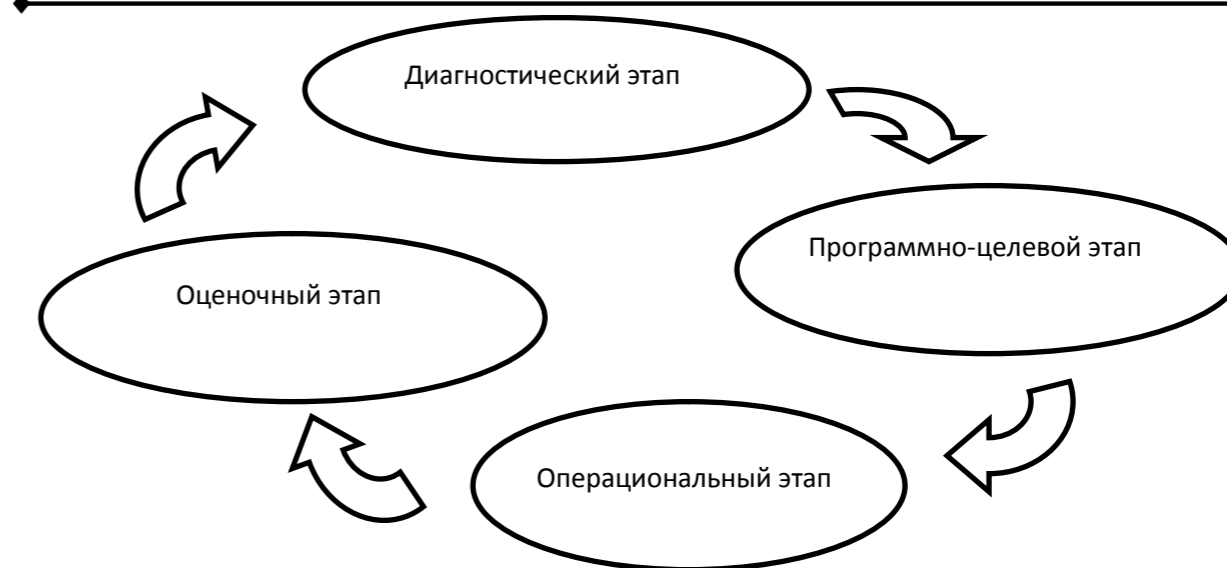 Диагностический этап
Программно-целевой этап
Оценочный этап
Операциональный этап